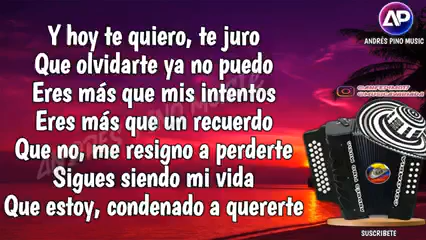 Y hoy te quiero, te juro
Que olvidarte ya no puedo
Eres más que mis intentos
Eres más que un recuerdo
Que no, me resigno a perderte
Sigues siendo mi vida
Que estoy, condenado a quererte
AP
ANDRÉS PINO MUSIC
SUSCRIBETE